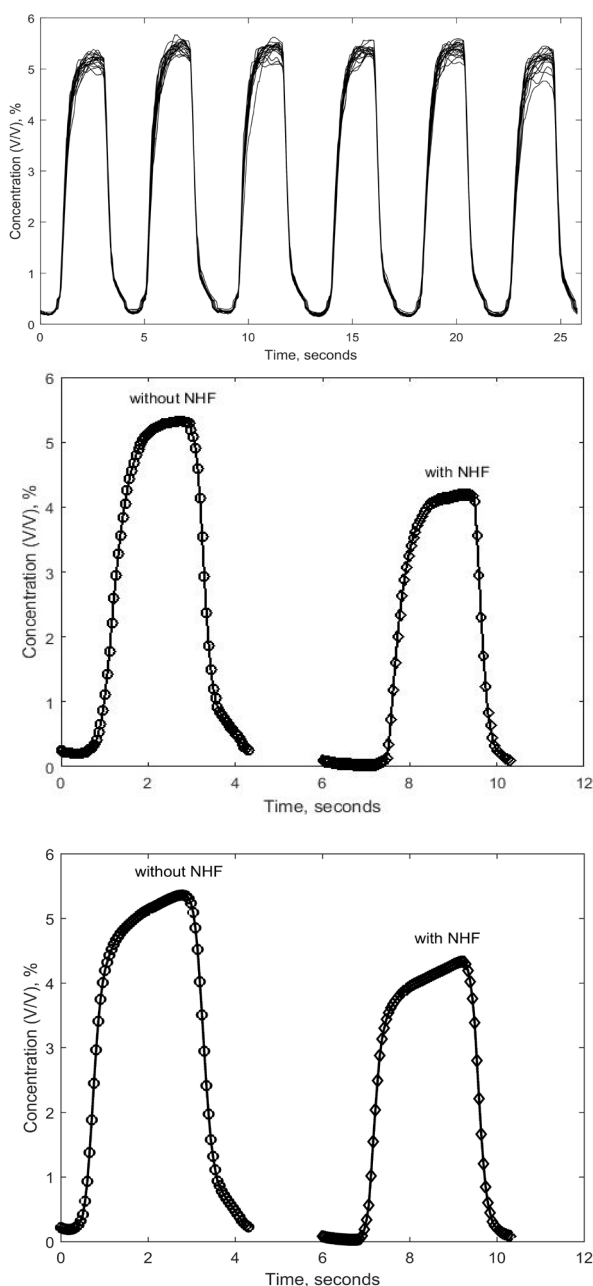 6
5
4
3
2
1
0
Concentration (V/V), %
0 5 10 15 20 25
Time, seconds
6
5
4
3
2
1
0
Concentration (V/V), %
without NHF
with NHF
0 2 4 6 8 10 12
Time, seconds
6
5
4
3
2
1
0
Concentration (V/V), %
without NHF
with NHF
0 2 4 6 8 10 12
Time, seconds